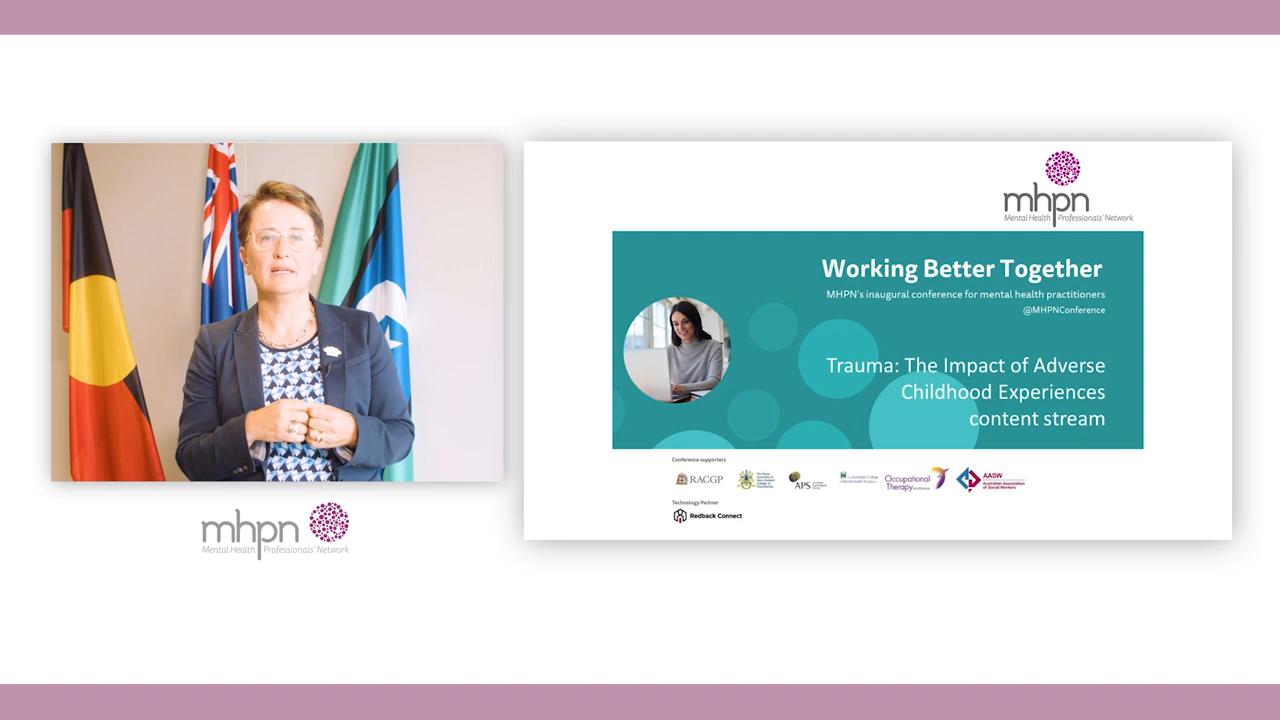 mhpn
Mental Health Professionals' Network
mhpn
Mental Health Professionals' Network
Working Better Together
MHPN's inaugural conference for mental health practitioners
@MHPNConference
Trauma: The Impact of Adverse
Childhood Experiences
content stream
Conference supporters
RACGP
APS
Occupational
Therapy
AASW
Australian Association
of Social Workers
Technology Partner
Redback Connect